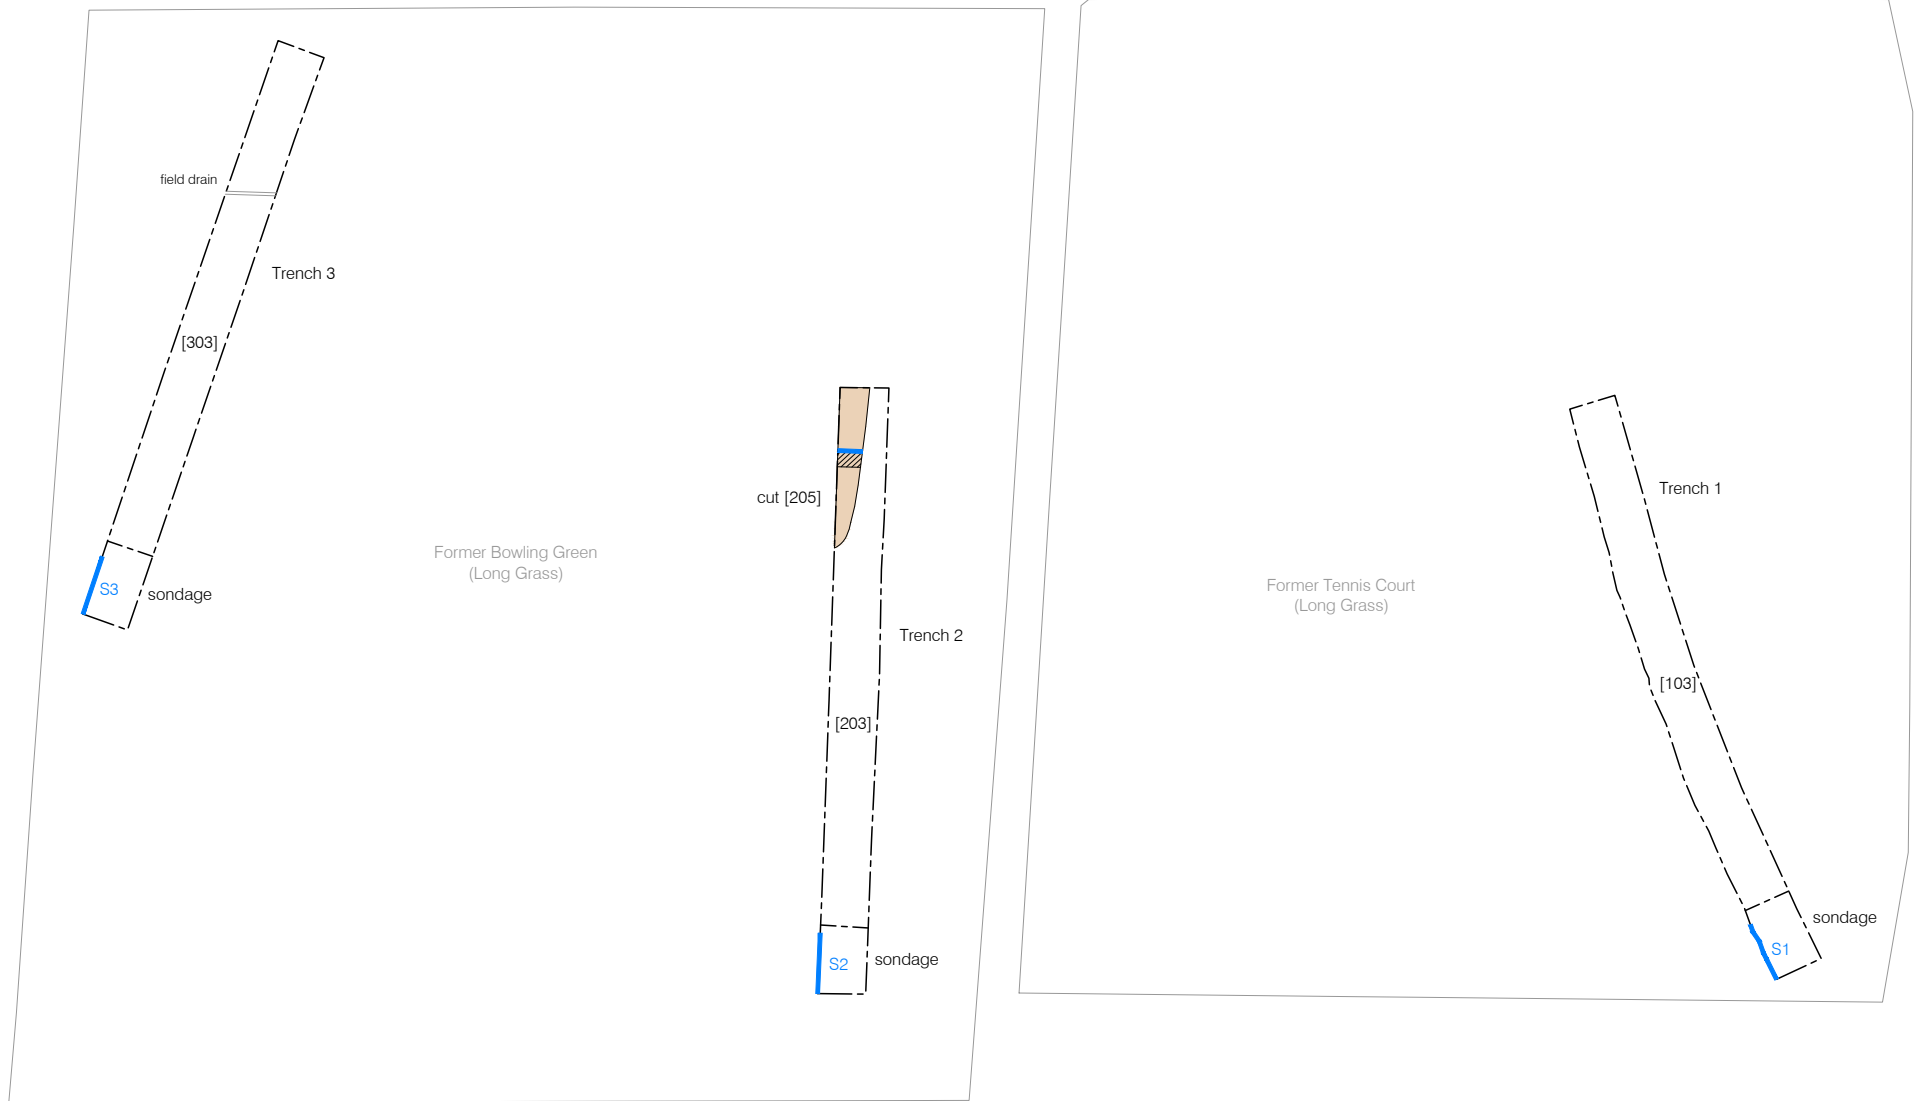 field drain
Trench 3
[303]
S3
sondage
Former Bowling Green
(Long Grass)
cut [205]
Trench 2
[203]
S2
sondage
Former Tennis Court
(Long Grass)
Trench 1
[103]
sondage
S1